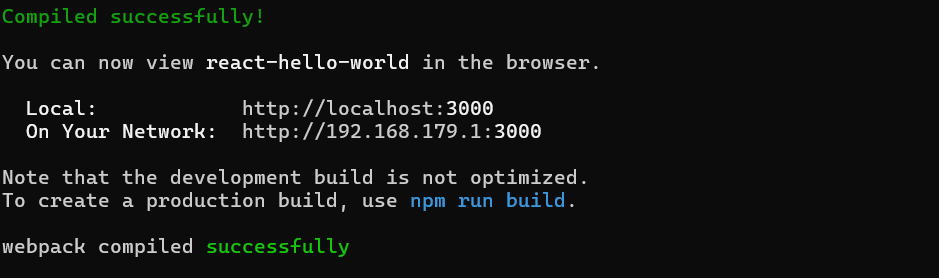 Compiled successfully!
You can now view react-hello-world in the browser.
Local: http://localhost:3000
On Your Network: http://192.168.179.1:3000
Note that the development build is not optimized.
To create a production build, use npm run build.
webpack compiled successfully